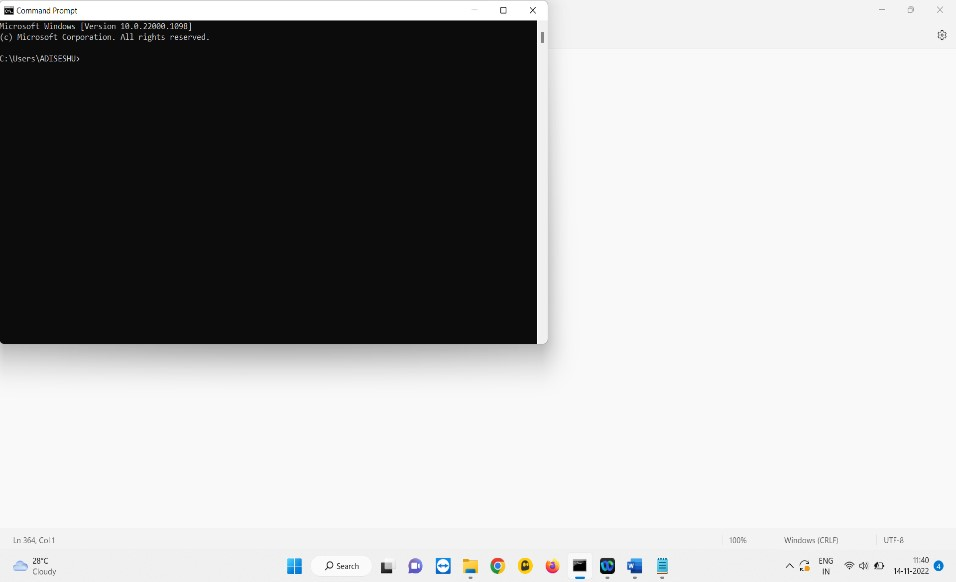 Command Prompt
Microsoft Windows [Version 10.0.22000.1098]
(c) Microsoft Corporation. All rights reserved.
C:\Users\ADISESHU>
Ln 364, Col 1
100%
Windows (CRLF)
UTF-8
28°C
Cloudy
Search
ENG
IN
11:40
14-11-2022
4